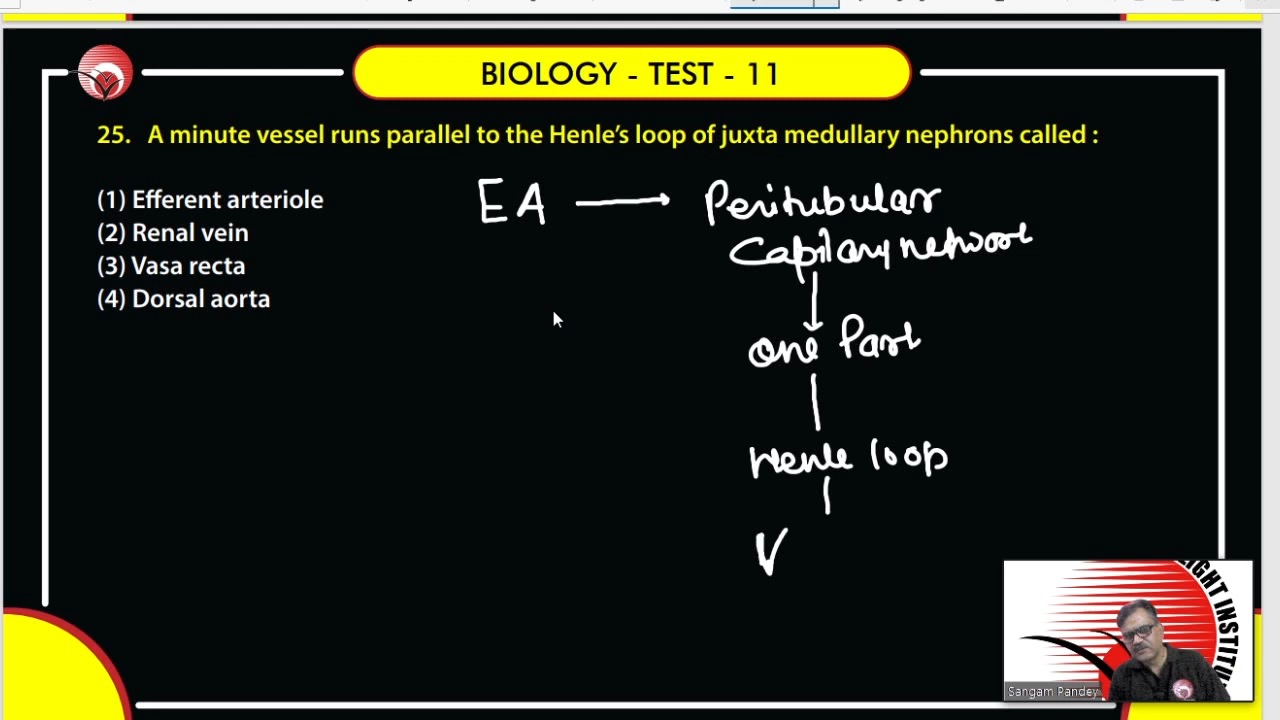 BIOLOGY - TEST - 11
25. A minute vessel runs parallel to the Henle's loop of juxta medullary nephrons called :
(1) Efferent arteriole
(2) Renal vein
(3) Vasa recta
(4) Dorsal aorta
EA → Peritubular
Capilary network
one Part
Henle loop
V
IGHT INSTITU
Sangam Pandey